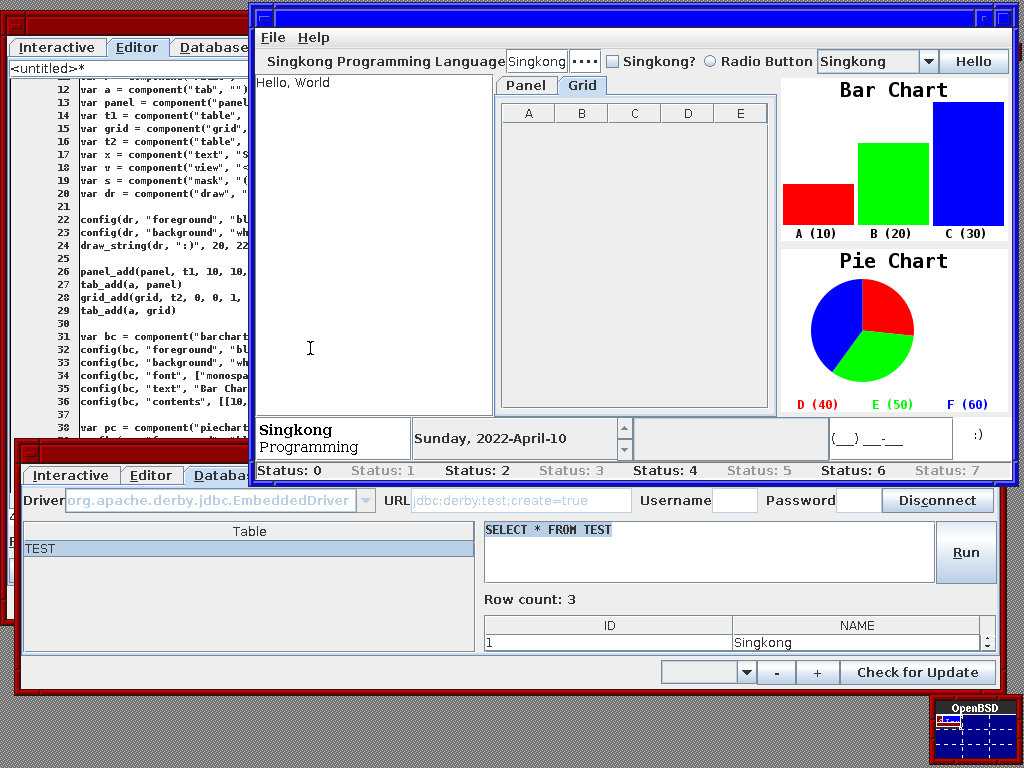 File Help
Singkong Programming Language Singkong •••• Singkong? Radio Button Singkong Hello
Hello, World
Panel Grid
A B C D E
Bar Chart
A (10) B (20) C (30)
Pie Chart
D (40) E (50) F (60)
Singkong
Programming
Sunday, 2022-April-10
(__) __-__
:)
Status: 0 Status: 1 Status: 2 Status: 3 Status: 4 Status: 5 Status: 6 Status: 7
Interactive Editor Database
<untitled>*
12 var a = component("tab", "")
13 var panel = component("panel
14 var t1 = component("table",
15 var grid = component("grid",
16 var t2 = component("table",
17 var x = component("text", "S
18 var v = component("view", "<
19 var s = component("mask", "(
20 var dr = component("draw", "
21
22 config(dr, "foreground", "bl
23 config(dr, "background", "wh
24 draw_string(dr, ":)", 20, 22
25
26 panel_add(panel, t1, 10, 10,
27 tab_add(a, panel)
28 grid_add(grid, t2, 0, 0, 1,
29 tab_add(a, grid)
30
31 var bc = component("barchart
32 config(bc, "foreground", "bl
33 config(bc, "background", "wh
34 config(bc, "font", ["monospa
35 config(bc, "text", "Bar Char
36 config(bc, "contents", [[10,
37
38 var pc = component("piechart
Interactive Editor Databa
Driver org.apache.derby.jdbc.EmbeddedDriver URL jdbc:derby:test;create=true Username Password Disconnect
Table
TEST
SELECT * FROM TEST
Run
Row count: 3
ID NAME
1 Singkong
- + Check for Update
OpenBSD